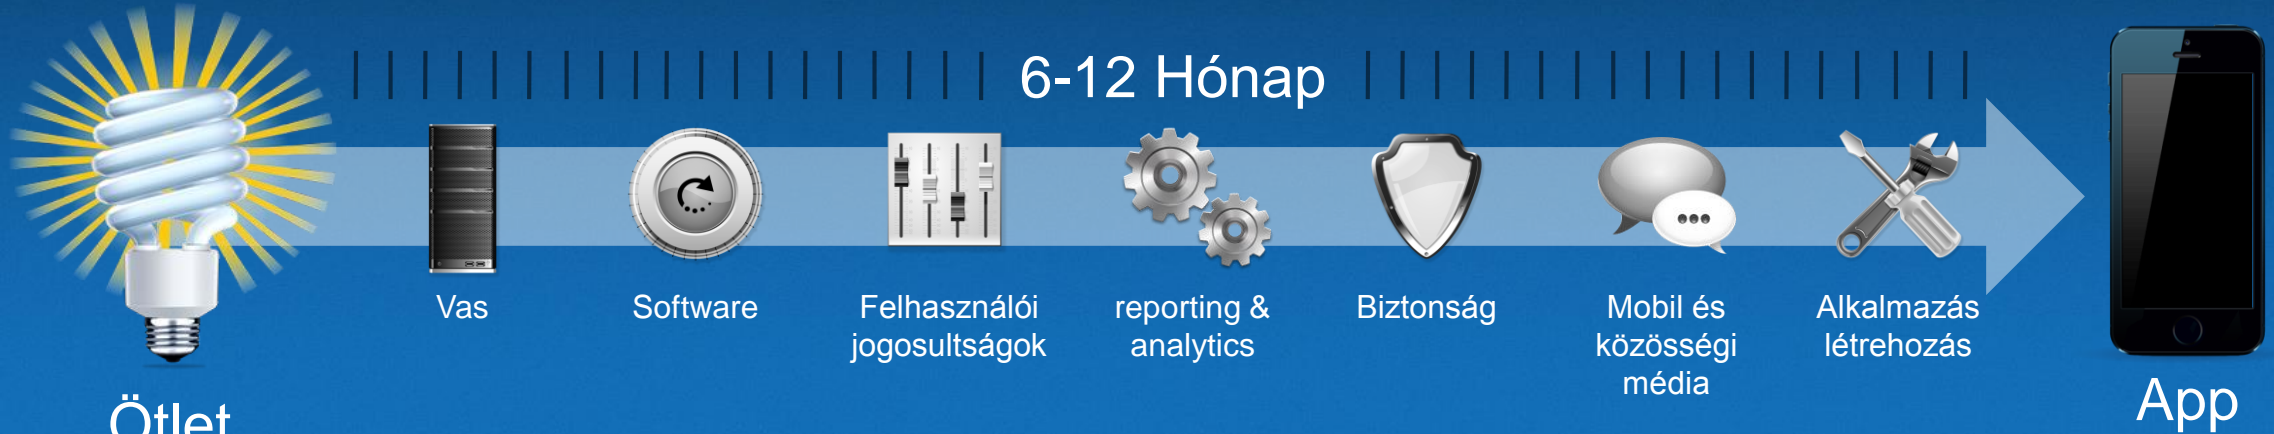 6-12 Hónap
Vas
Software
Felhasználói
jogosultságok
reporting &
analytics
Biztonság
Mobil és
közösségi
média
Alkalmazás
létrehozás
Ötlet
App